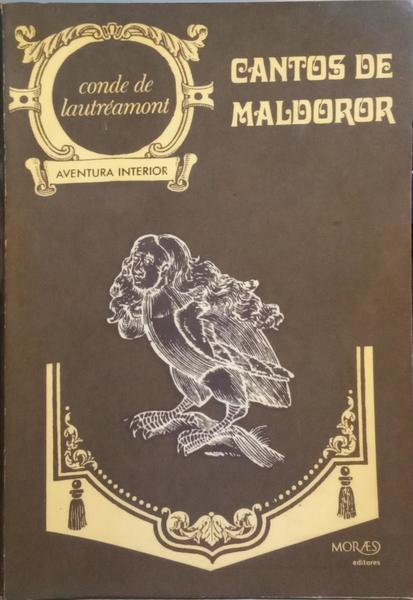 conde de
lautréamont
AVENTURA INTERIOR
CANTOS DE
MALDOROR
MORÆS
editores